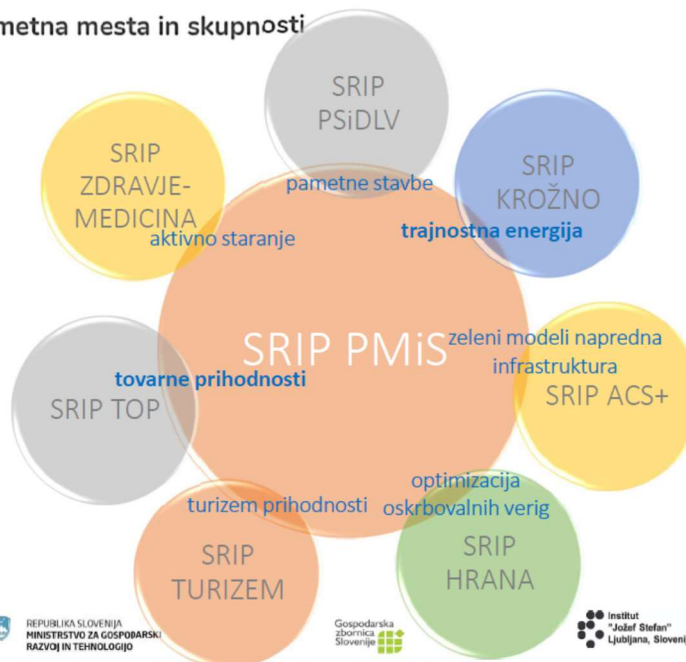 metna mesta in skupnosti
SRIP
PSiDLV
SRIP
ZDRAVJE-
MEDICINA
SRIP
KROŽNO
pametne stavbe
aktivno staranje
trajnostna energija
SRIP PMiS
zeleni modeli napredna
infrastruktura
tovarne prihodnosti
SRIP TOP
SRIP ACS+
optimizacija
oskrbovalnih verig
turizem prihodnosti
SRIP
TURIZEM
SRIP
HRANA
REPUBLIKA SLOVENIJA
MINISTRSTVO ZA GOSPODARSKI
RAZVOJ IN TEHNOLOGIJO
Gospodarska
zbornica
Slovenije
Institut
"Jožef Stefan"
Ljubljana, Slovenij